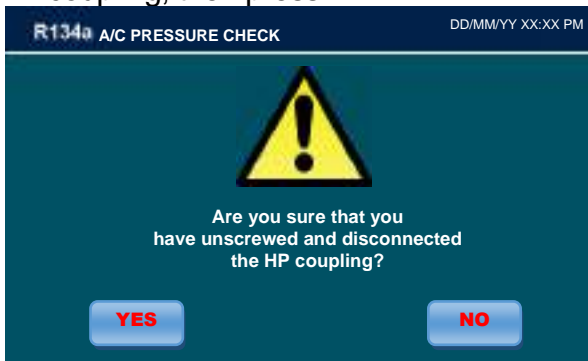 R134a A/C PRESSURE CHECK DD/MM/YY XX:XX PM
Are you sure that you
have unscrewed and disconnected
the HP coupling?
YES NO